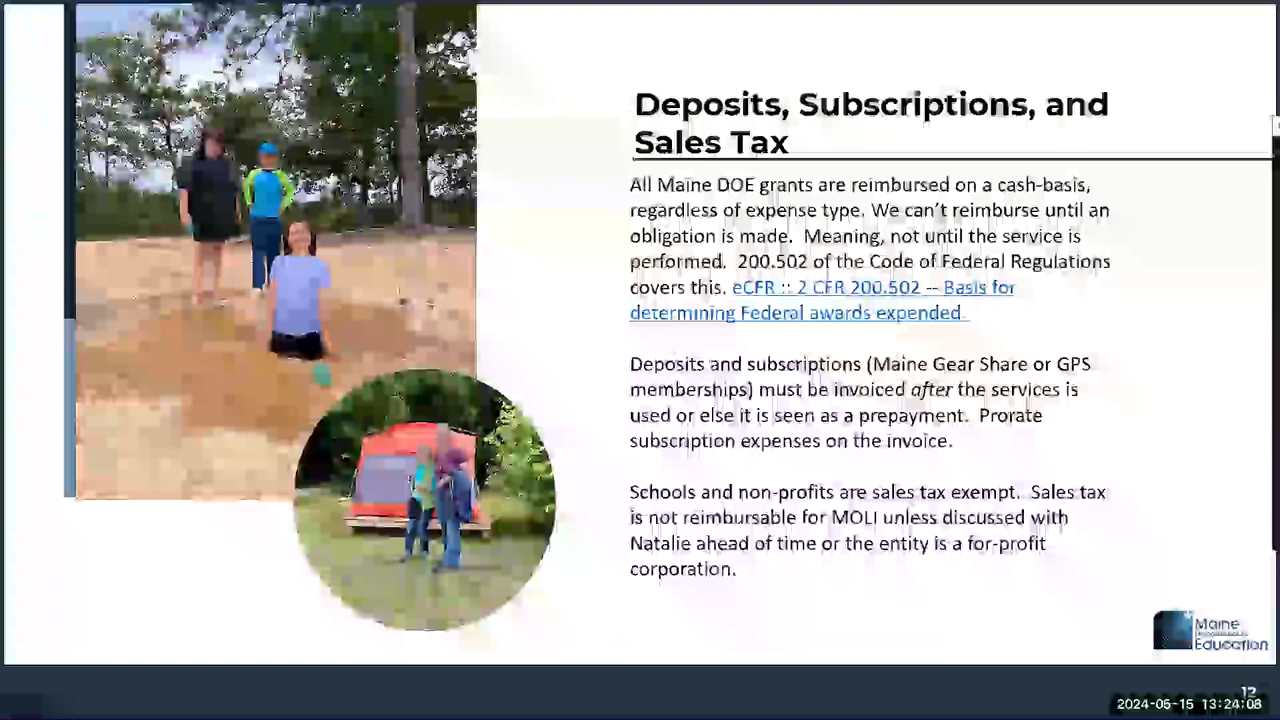 Deposits, Subscriptions, and
Sales Tax
All Maine DOE grants are reimbursed on a cash-basis,
regardless of expense type. We can't reimburse until an
obligation is made.  Meaning, not until the service is
performed.  200.502 of the Code of Federal Regulations
covers this. eCFR :: 2 CFR 200.502 -- Basis for
determining Federal awards expended.
Deposits and subscriptions (Maine Gear Share or GPS
memberships) must be invoiced after the services is
used or else it is seen as a prepayment.  Prorate
subscription expenses on the invoice.
Schools and non-profits are sales tax exempt.  Sales tax
is not reimbursable for MOLI unless discussed with
Natalie ahead of time or the entity is a for-profit
corporation.
Maine
Education
12
2024-05-15 13:24:08